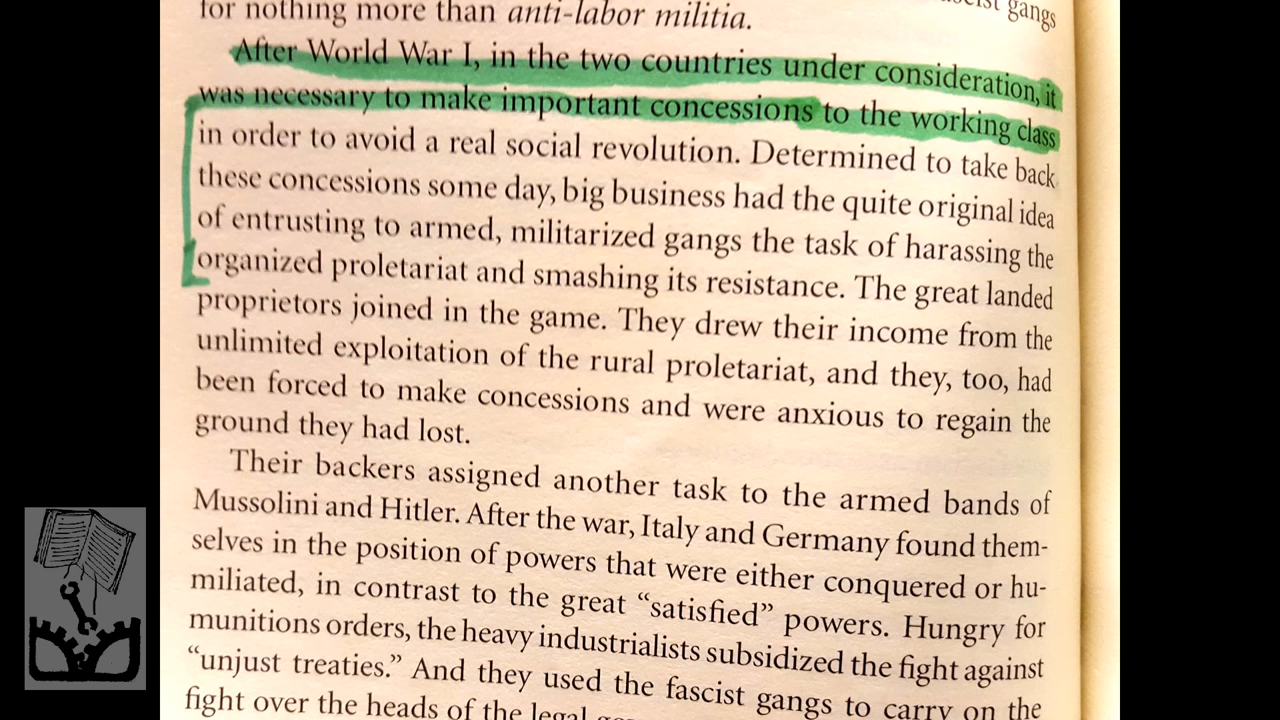 for nothing more than anti-labor militia.
gangs
After World War I, in the two countries under consideration, it
was necessary to make important concessions to the working class
in order to avoid a real social revolution. Determined to take back
these concessions some day, big business had the quite original idea
of entrusting to armed, militarized gangs the task of harassing the
organized proletariat and smashing its resistance. The great landed
proprietors joined in the game. They drew their income from the
unlimited exploitation of the rural proletariat, and they, too, had
been forced to make concessions and were anxious to regain the
ground they had lost.
Their backers assigned another task to the armed bands of
Mussolini and Hitler. After the war, Italy and Germany found them-
selves in the position of powers that were either conquered or hu-
miliated, in contrast to the great “satisfied” powers. Hungry for
munitions orders, the heavy industrialists subsidized the fight against
“unjust treaties.” And they used the fascist gangs to carry on the
fight over the heads of the legal